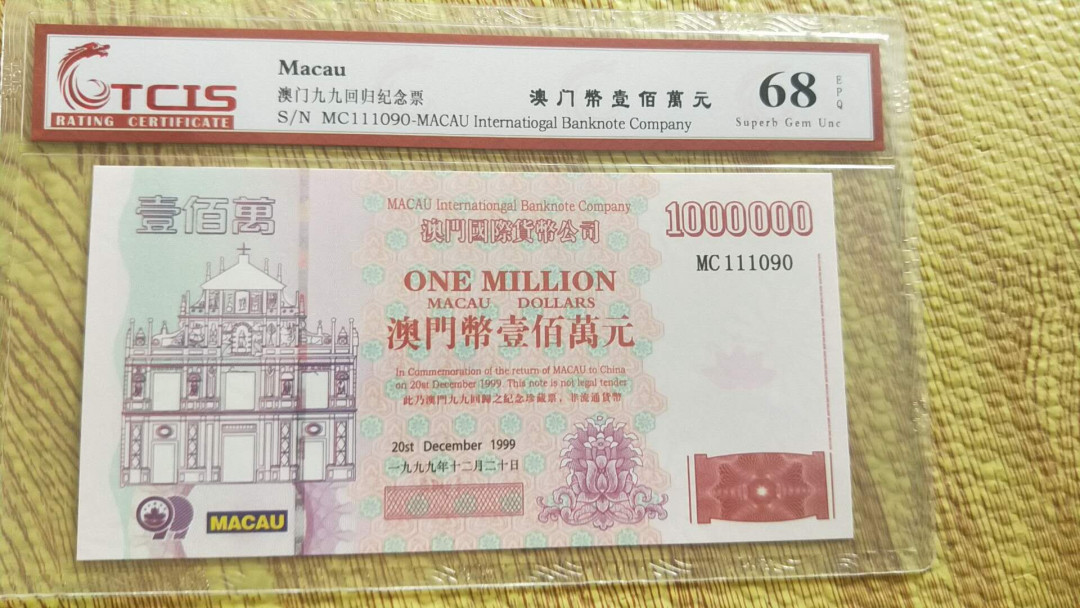 TCIS
RATING CERTIFICATE
Macau
澳门九九回归纪念票
S/N MC111090-MACAU Internatiogal Banknote Company
澳门幣壹佰萬元
68
EPQ
Superb Gem Unc
壹佰萬
MACAU Internationgal Banknote Company
澳門國際貨幣公司
1000000
MC111090
ONE MILLION
MACAU DOLLARS
澳門幣壹佰萬元
In Commemoration of the return of MACAU to China
on 20st December 1999. This note is not legal tender
此乃澳門九九回歸之紀念珍藏票，非流通貨幣
20st December 1999
一九九九年十二月二十日
99
MACAU